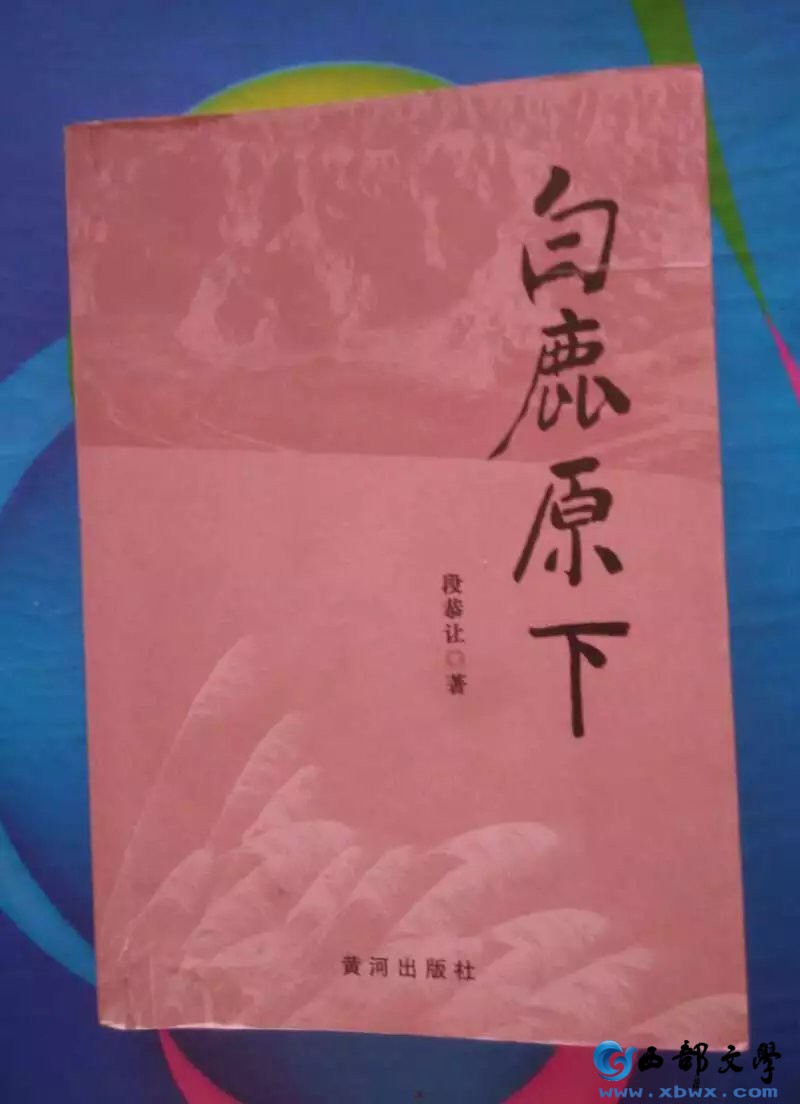 白鹿原下
段恭让 著
黄河出版社
西部文學
www.xbwx.com